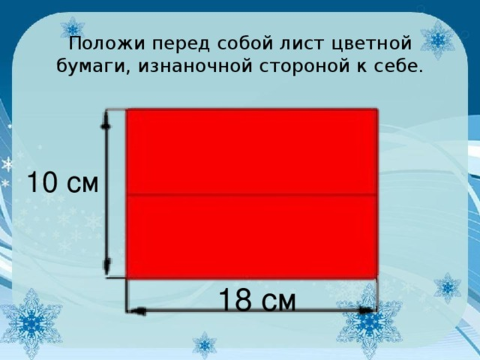 Положи перед собой лист цветной
бумаги, изнаночной стороной к себе.
10 см
18 см